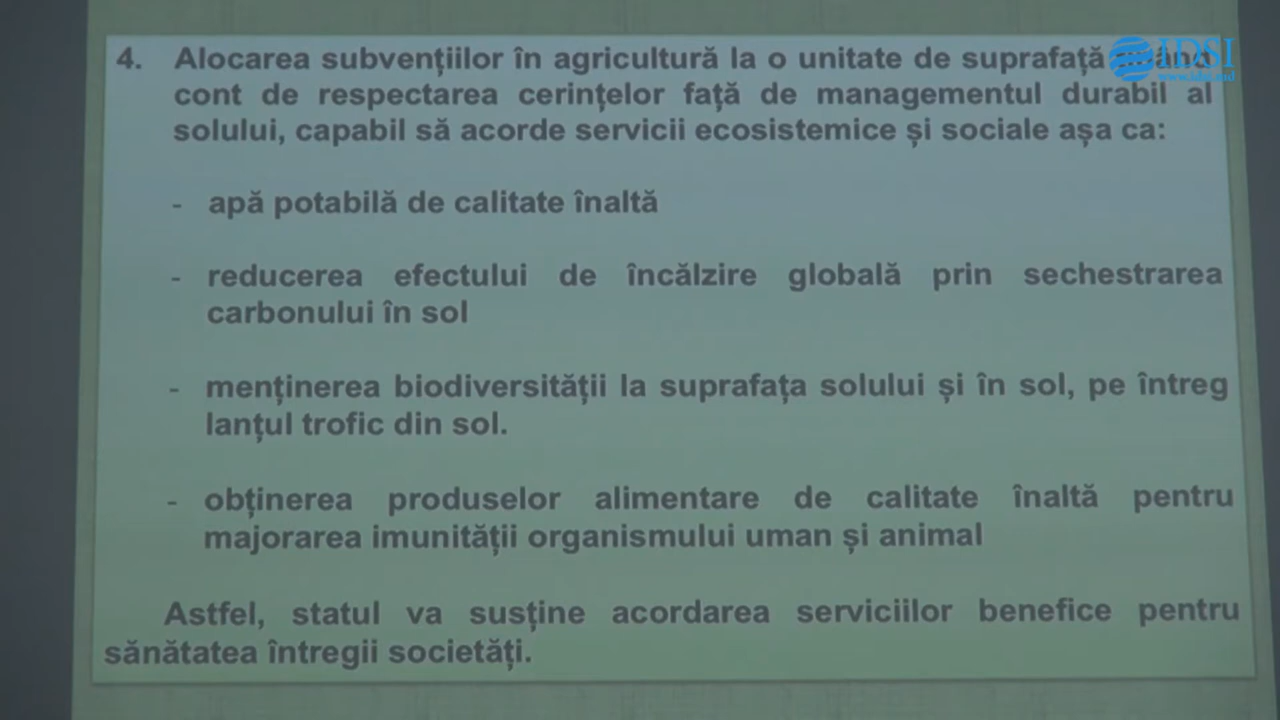 4. Alocarea subvențiilor în agricultură la o unitate de suprafață
cont de respectarea cerințelor față de managementul durabil al
solului, capabil să acorde servicii ecosistemice și sociale așa ca:
- apă potabilă de calitate înaltă
- reducerea efectului de încălzire globală prin sechestrarea
carbonului în sol
- menținerea biodiversității la suprafața solului și în sol, pe întreg
lanțul trofic din sol.
- obținerea produselor alimentare de calitate înaltă pentru
majorarea imunității organismului uman și animal
Astfel, statul va susține acordarea serviciilor benefice pentru
sănătatea întregii societăți.
IDSI
www.idsi.md